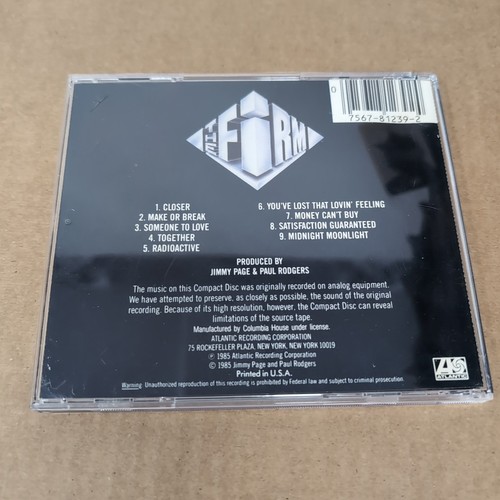 THE FIRM
0
7567-81239-2
1. CLOSER
2. MAKE OR BREAK
3. SOMEONE TO LOVE
4. TOGETHER
5. RADIOACTIVE
6. YOU'VE LOST THAT LOVIN' FEELING
7. MONEY CAN'T BUY
8. SATISFACTION GUARANTEED
9. MIDNIGHT MOONLIGHT
PRODUCED BY
JIMMY PAGE & PAUL RODGERS
The music on this Compact Disc was originally recorded on analog equipment.
We have attempted to preserve, as closely as possible, the sound of the original
recording. Because of its high resolution, however, the Compact Disc can reveal
limitations of the source tape.
Manufactured by Columbia House under license.
ATLANTIC RECORDING CORPORATION
75 ROCKEFELLER PLAZA, NEW YORK, NEW YORK 10019
℗ 1985 Atlantic Recording Corporation
© 1985 Jimmy Page and Paul Rodgers
Printed in U.S.A.
Warning: Unauthorized reproduction of this recording is prohibited by Federal law and subject to criminal prosecution.
ATLANTIC